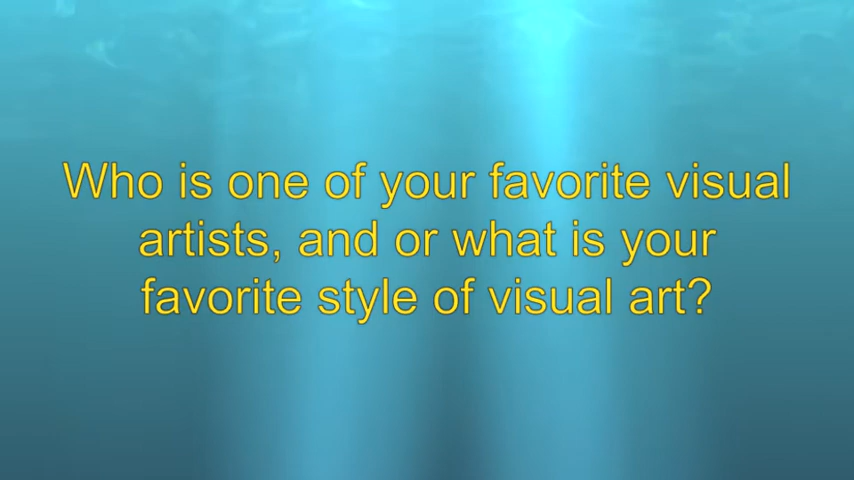 Who is one of your favorite visual
artists, and or what is your
favorite style of visual art?